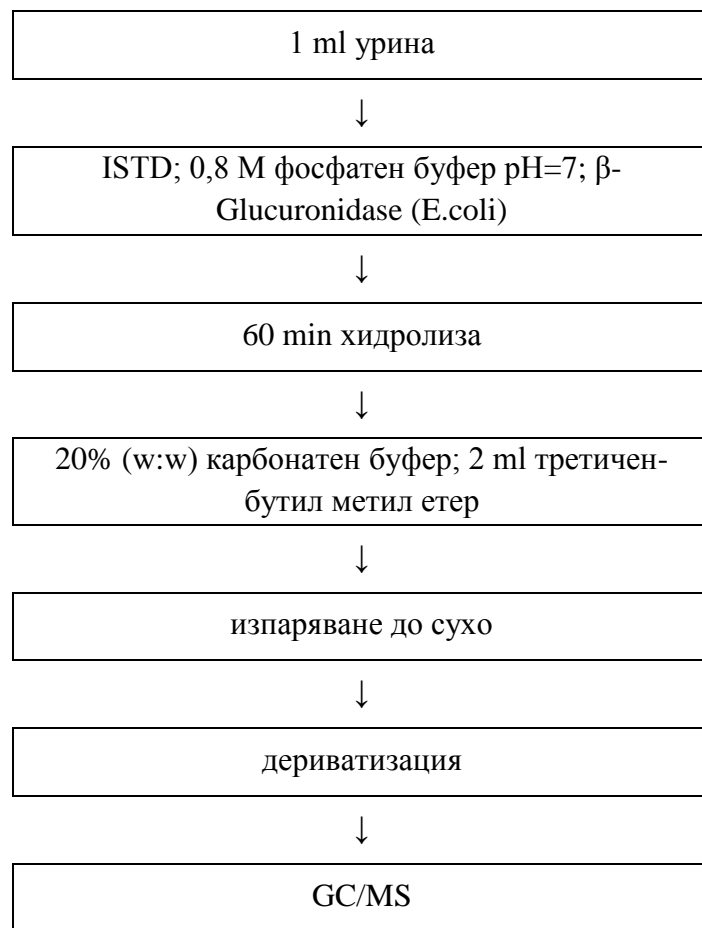 1 ml урина
↓
ISTD; 0,8 М фосфатен буфер pH=7; β-
Glucuronidase (E.coli)
↓
60 min хидролиза
↓
20% (w:w) карбонатен буфер; 2 ml третичен-
бутил метил етер
↓
изпаряване до сухо
↓
дериватизация
↓
GC/MS